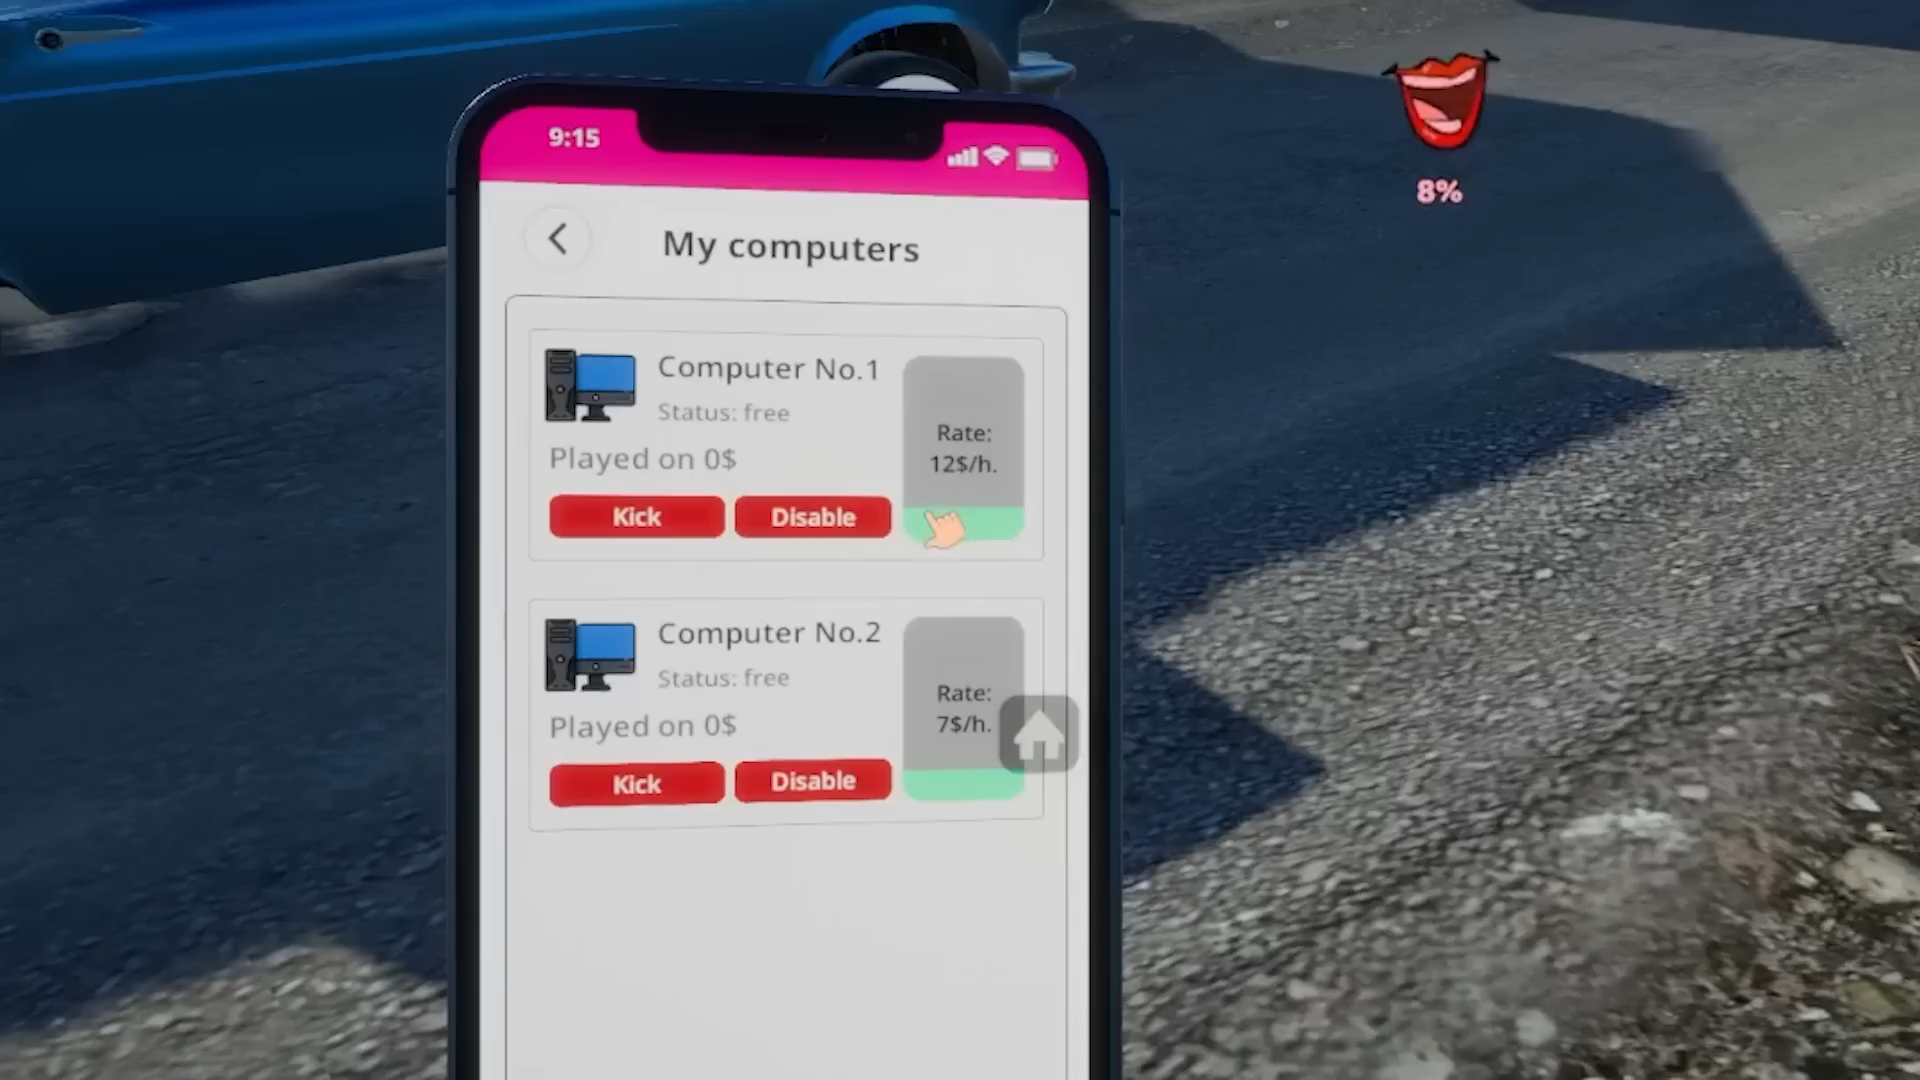 9:15
8%
My computers
Computer No.1
Status: free
Played on 0$
Rate:
12$/h.
Kick
Disable
Computer No.2
Status: free
Played on 0$
Rate:
7$/h.
Kick
Disable